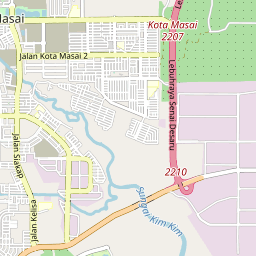 Kota Masai
2207
Masai
Jalan Kota Masai 2
Lebuhraya Senai Desaru
Jalan Siakap
2210
Sungai Kim Kim
Jalan Kelisa